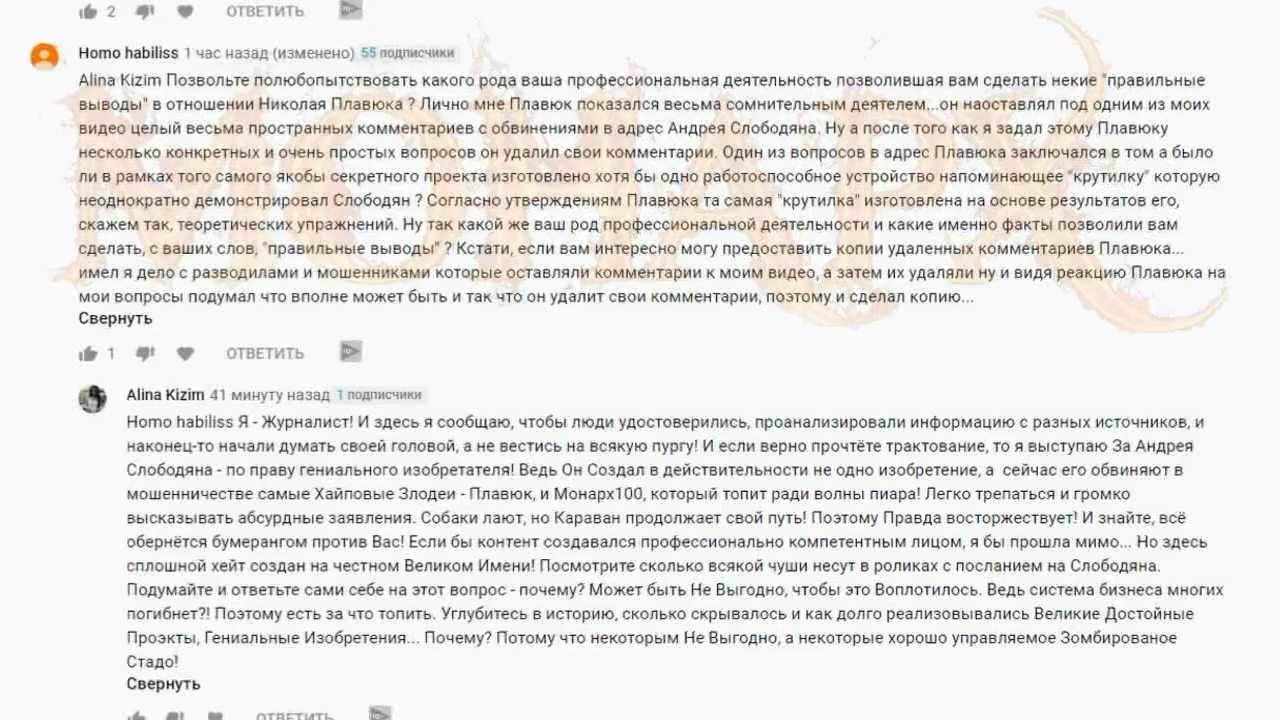 2 ОТВЕТИТЬ
Homo habiliss 1 час назад (изменено) 55 подписчики
Alina Kizim Позвольте полюбопытствовать какого рода ваша профессиональная деятельность позволившая вам сделать некие "правильные
выводы" в отношении Николая Плавюка ? Лично мне Плавюк показался весьма сомнительным деятелем...он наоставлял под одним из моих
видео целый весьма пространных комментариев с обвинениями в адрес Андрея Слободяна. Ну а после того как я задал этому Плавюку
несколько конкретных и очень простых вопросов он удалил свои комментарии. Один из вопросов в адрес Плавюка заключался в том а было
ли в рамках того самого якобы секретного проекта изготовлено хотя бы одно работоспособное устройство напоминающее "крутилку" которую
неоднократно демонстрировал Слободян ? Согласно утверждениям Плавюка та самая "крутилка" изготовлена на основе результатов его,
скажем так, теоретических упражнений. Ну так какой же ваш род профессиональной деятельности и какие именно факты позволили вам
сделать, с ваших слов, "правильные выводы" ? Кстати, если вам интересно могу предоставить копии удаленных комментариев Плавюка...
имел я дело с разводилами и мошенниками которые оставляли комментарии к моим видео, а затем их удаляли ну и видя реакцию Плавюка на
мои вопросы подумал что вполне может быть и так что он удалит свои комментарии, поэтому и сделал копию...
Свернуть
1 ОТВЕТИТЬ
Alina Kizim 41 минуту назад 1 подписчики
Homo habiliss Я - Журналист! И здесь я сообщаю, чтобы люди удостоверились, проанализировали информацию с разных источников, и
наконец-то начали думать своей головой, а не вестись на всякую пургу! И если верно прочтёте трактование, то я выступаю За Андрея
Слободяна - по праву гениального изобретателя! Ведь Он Создал в действительности не одно изобретение, а сейчас его обвиняют в
мошенничестве самые Хайповые Злодеи - Плавюк, и Монарх100, который топит ради волны пиара! Легко трепаться и громко
высказывать абсурдные заявления. Собаки лают, но Караван продолжает свой путь! Поэтому Правда восторжествует! И знайте, всё
обернётся бумерангом против Вас! Если бы контент создавался профессионально компетентным лицом, я бы прошла мимо... Но здесь
сплошной хейт создан на честном Великом Имени! Посмотрите сколько всякой чуши несут в роликах с посланием на Слободяна.
Подумайте и ответьте сами себе на этот вопрос - почему? Может быть Не Выгодно, чтобы это Воплотилось. Ведь система бизнеса многих
погибнет?! Поэтому есть за что топить. Углубитесь в историю, сколько скрывалось и как долго реализовывались Великие Достойные
Проэкты, Гениальные Изобретения... Почему? Потому что некоторым Не Выгодно, а некоторые хорошо управляемое Зомбированое
Стадо!
Свернуть
ОТВЕТИТЬ
МОНАРХ